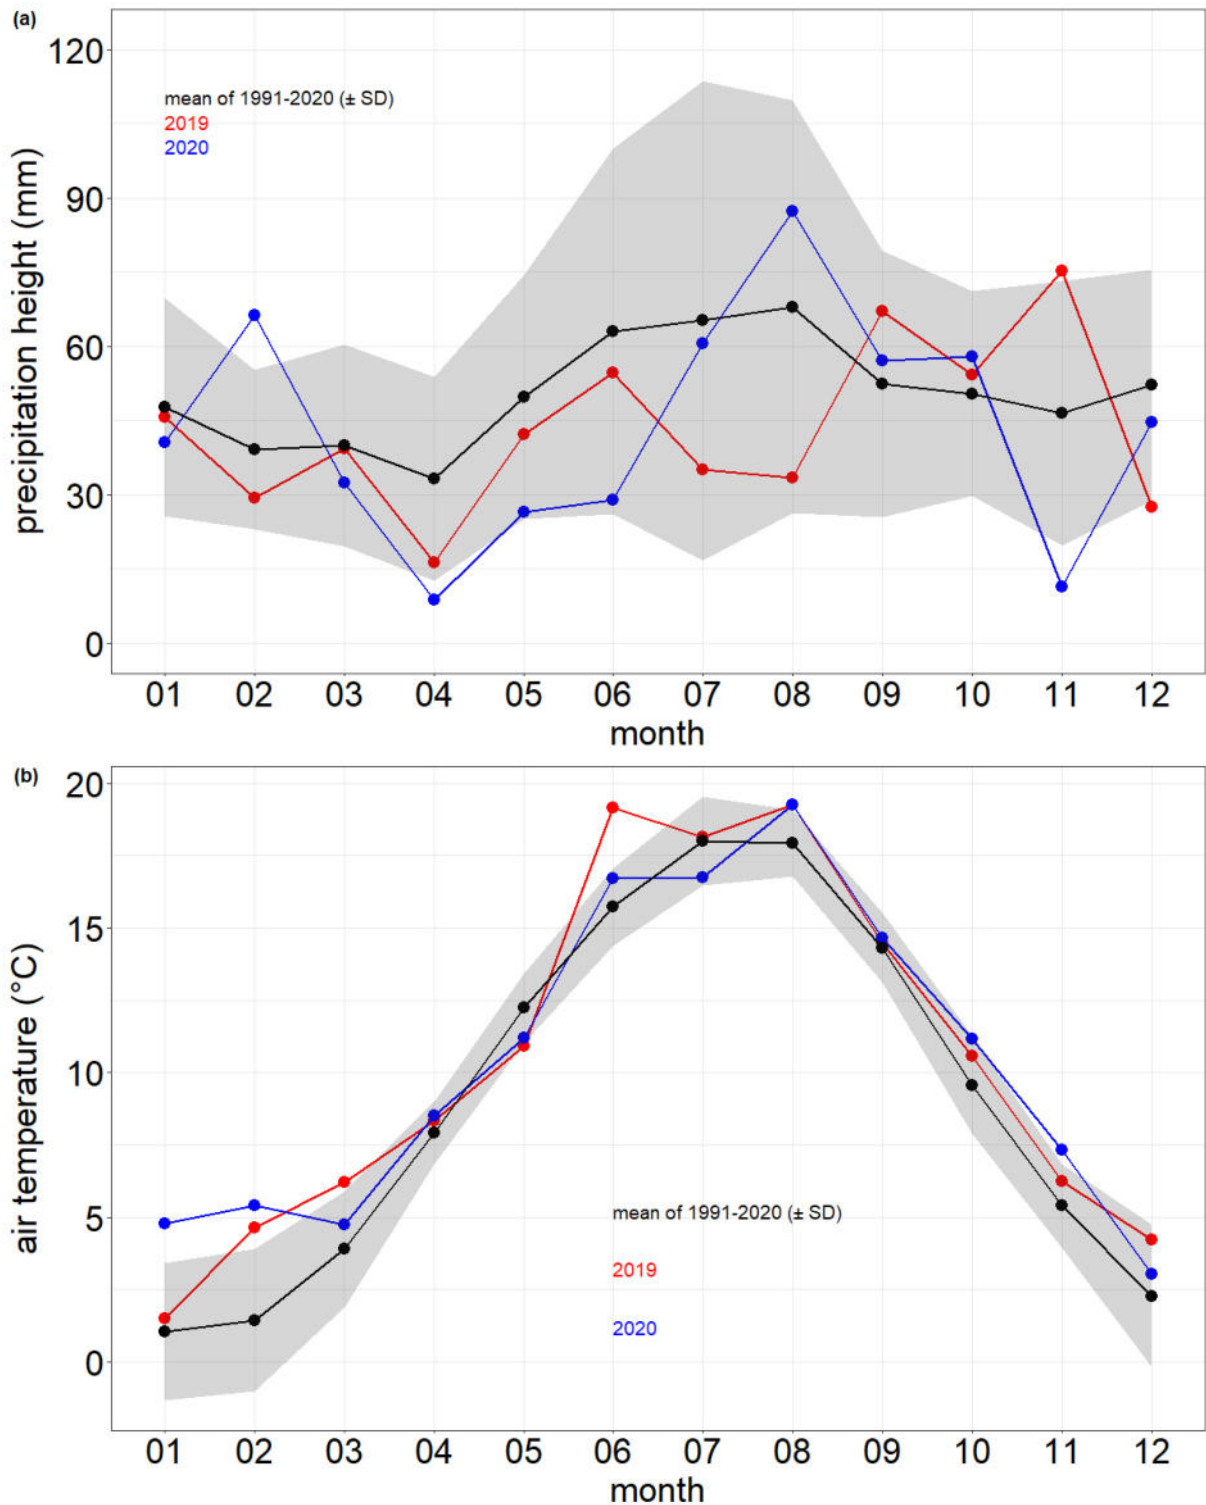 (a)
120
90
60
30
0
precipitation height (mm)
mean of 1991-2020 (± SD)
2019
2020
01 02 03 04 05 06 07 08 09 10 11 12
month
(b)
20
15
10
5
0
air temperature (°C)
mean of 1991-2020 (± SD)
2019
2020
01 02 03 04 05 06 07 08 09 10 11 12
month